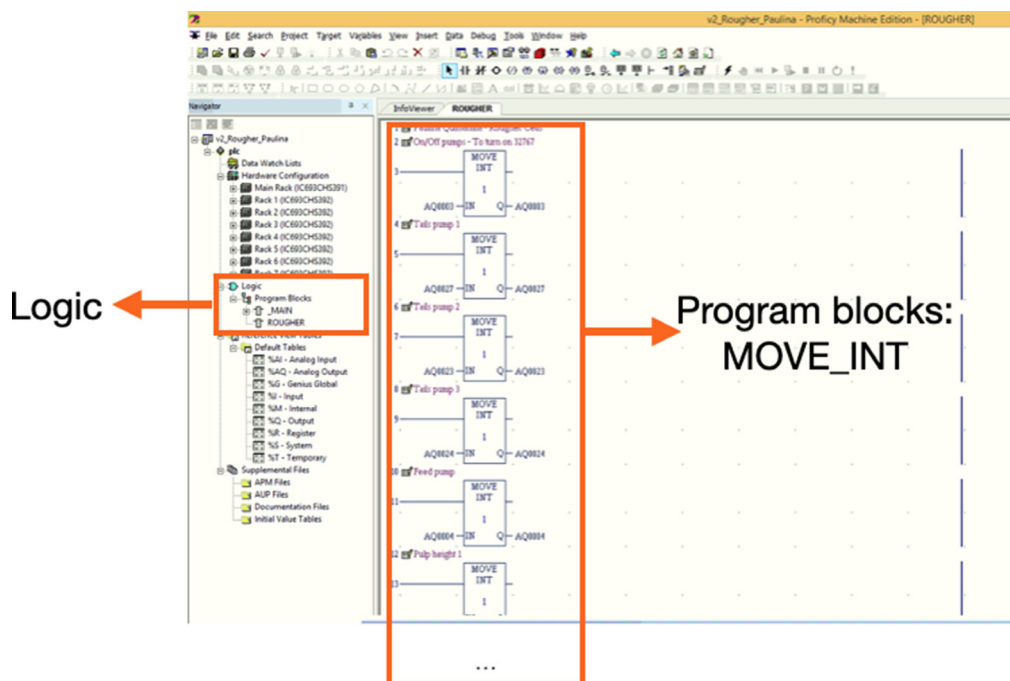 v2_Rougher_Paulina - Proficy Machine Edition - [ROUGHER]
File Edit Search Project Target Variables View Insert Data Debug Tools Window Help
Navigator
InfoViewer ROUGHER
v2_Rougher_Paulina
plc
Data Watch Lists
Hardware Configuration
Main Rack (IC693CHS391)
Rack 1 (IC693CHS392)
Rack 2 (IC693CHS392)
Rack 3 (IC693CHS392)
Rack 4 (IC693CHS392)
Rack 5 (IC693CHS392)
Rack 6 (IC693CHS392)
Rack 7 (IC693CHS392)
Logic
Program Blocks
_MAIN
ROUGHER
Reference View Tables
Default Tables
%AI - Analog Input
%AQ - Analog Output
%G - Genius Global
%I - Input
%M - Internal
%Q - Output
%R - Register
%S - System
%T - Temporary
Supplemental Files
APM Files
AUP Files
Documentation Files
Initial Value Tables
1
2 On/Off pumps - To turn on 32767
MOVE
INT
3
1
AQ0003 IN Q AQ0003
4 Tails pump 1
MOVE
INT
5
1
AQ0027 IN Q AQ0027
6 Tails pump 2
MOVE
INT
7
1
AQ0023 IN Q AQ0023
8 Tails pump 3
MOVE
INT
9
1
AQ0024 IN Q AQ0024
10 Feed pump
MOVE
INT
11
1
AQ0004 IN Q AQ0004
12 Pulp height 1
MOVE
INT
13
1
...
Logic
Program blocks:
MOVE_INT